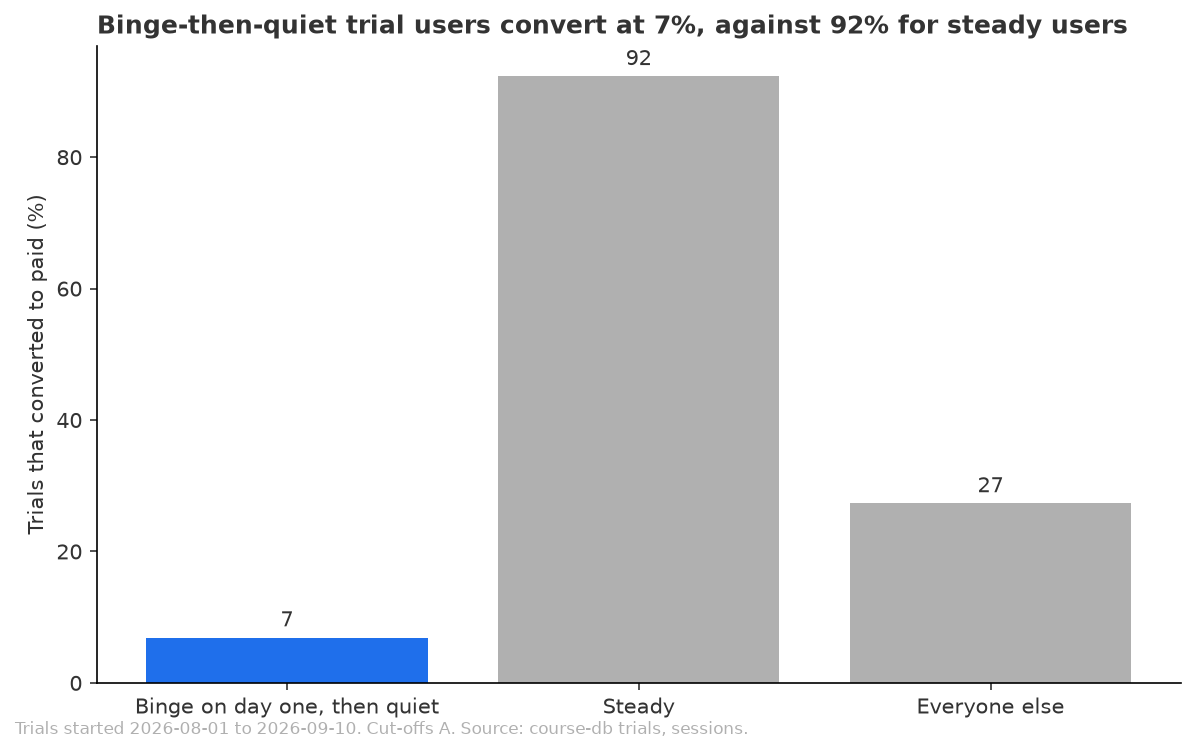 Binge-then-quiet trial users convert at 7%, against 92% for steady users
Trials that converted to paid (%)
80
60
40
20
0
7
92
27
Binge on day one, then quiet
Steady
Everyone else
Trials started 2026-08-01 to 2026-09-10. Cut-offs A. Source: course-db trials, sessions.